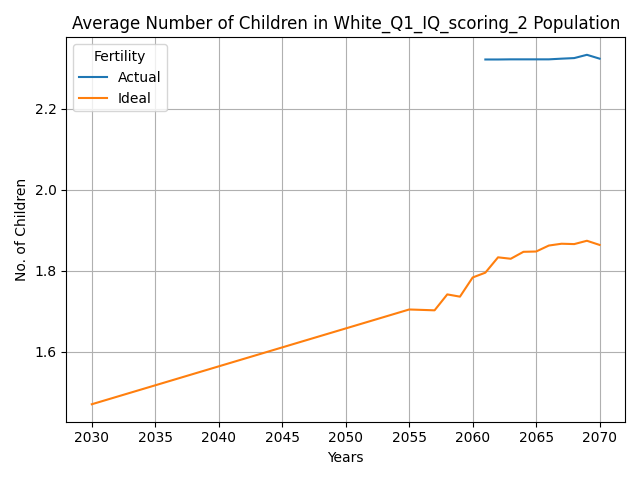 Average Number of Children in White_Q1_IQ_scoring_2 Population
Fertility
Actual
Ideal
No. of Children
2.2
2.0
1.8
1.6
2030 2035 2040 2045 2050 2055 2060 2065 2070
Years